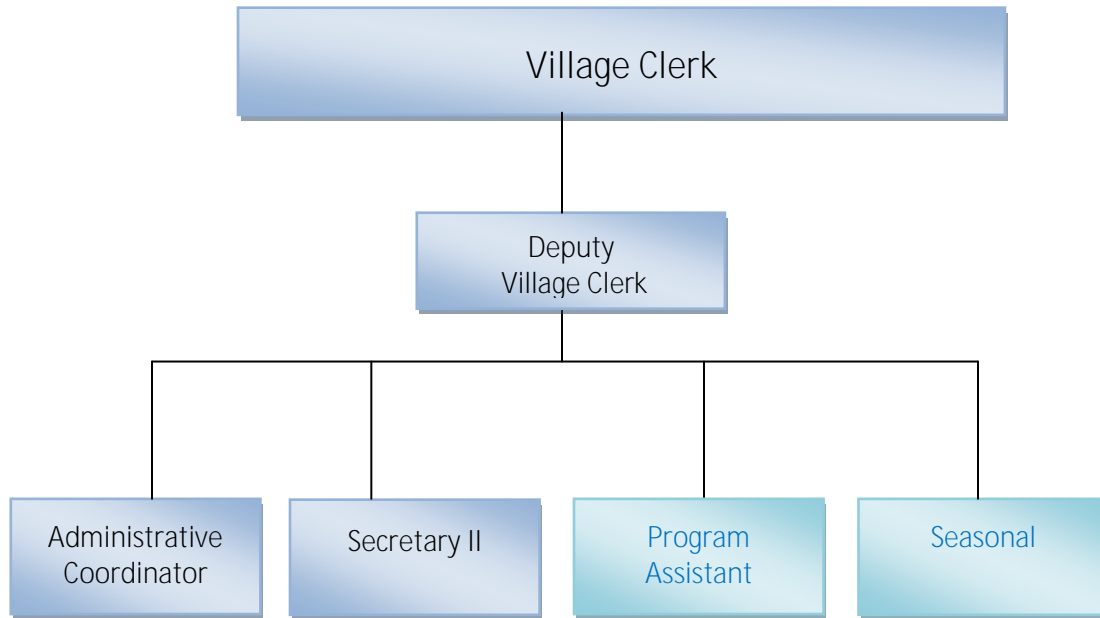 Village Clerk
Deputy
Village Clerk
Administrative
Coordinator
Secretary II
Program
Assistant
Seasonal